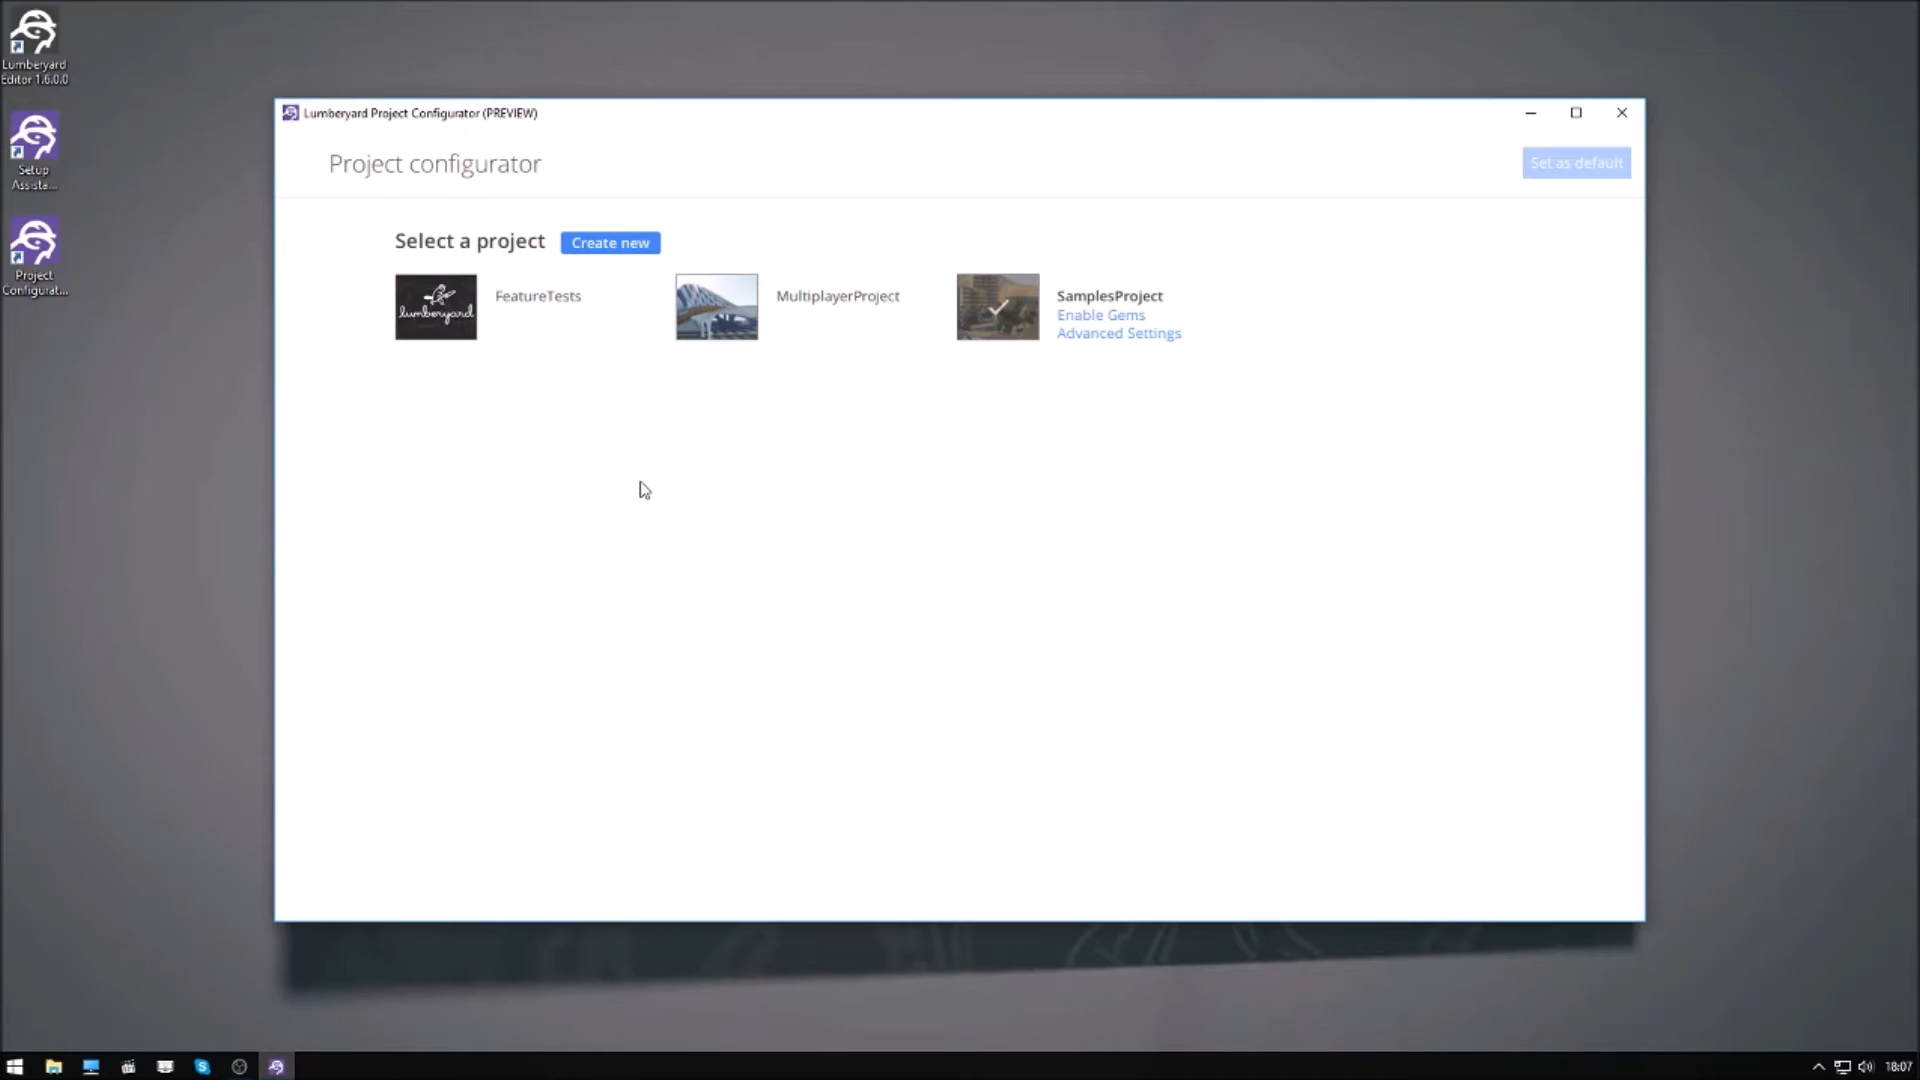 Lumberyard
Editor 1.6.0.0
Setup
Assista...
Project
Configurat...
Lumberyard Project Configurator (PREVIEW)
Project configurator
Set as default
Select a project
Create new
lumberyard
FeatureTests
MultiplayerProject
SamplesProject
Enable Gems
Advanced Settings
18:07